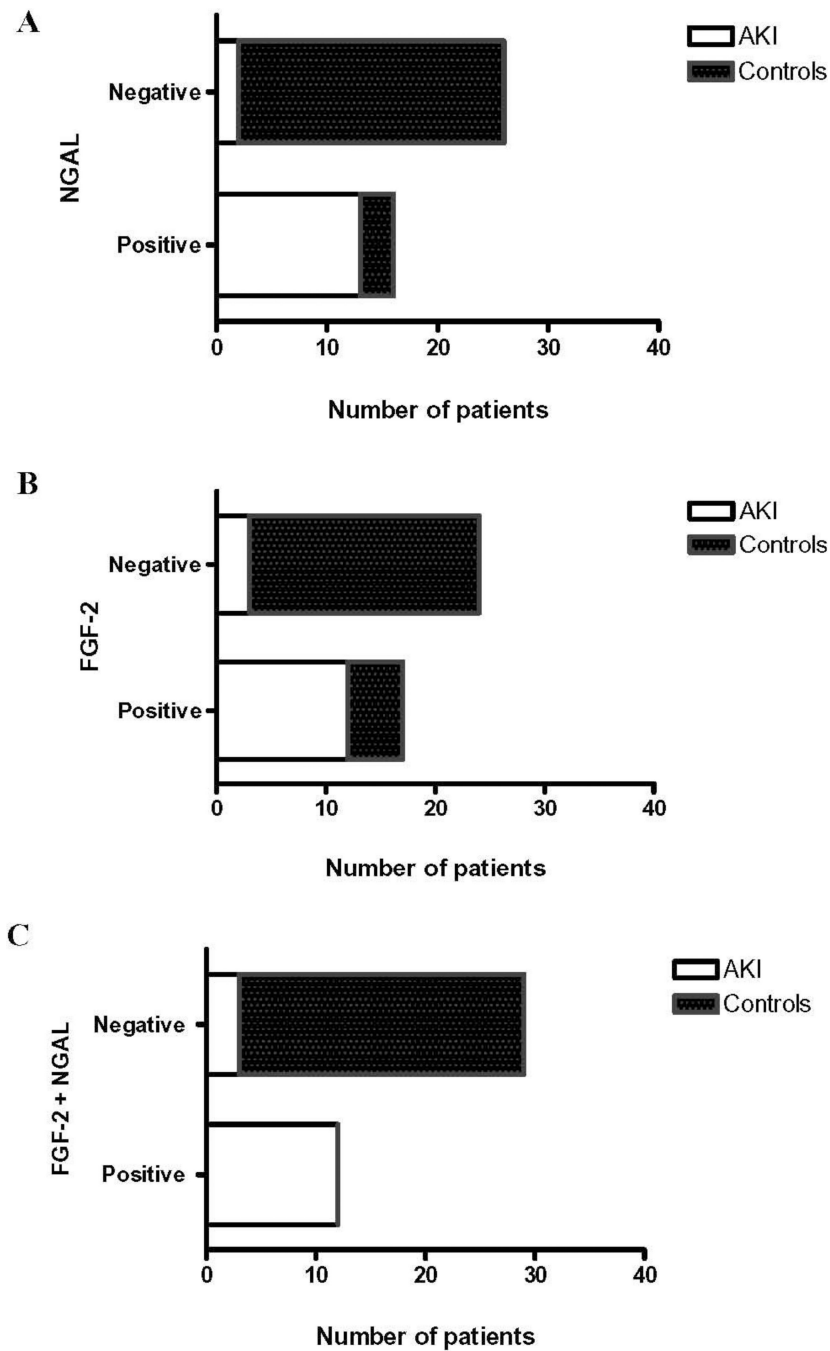 A
AKI
Controls
Negative
NGAL
Positive
0 10 20 30 40
Number of patients
B
AKI
Controls
Negative
FGF-2
Positive
0 10 20 30 40
Number of patients
C
AKI
Controls
Negative
FGF-2 + NGAL
Positive
0 10 20 30 40
Number of patients